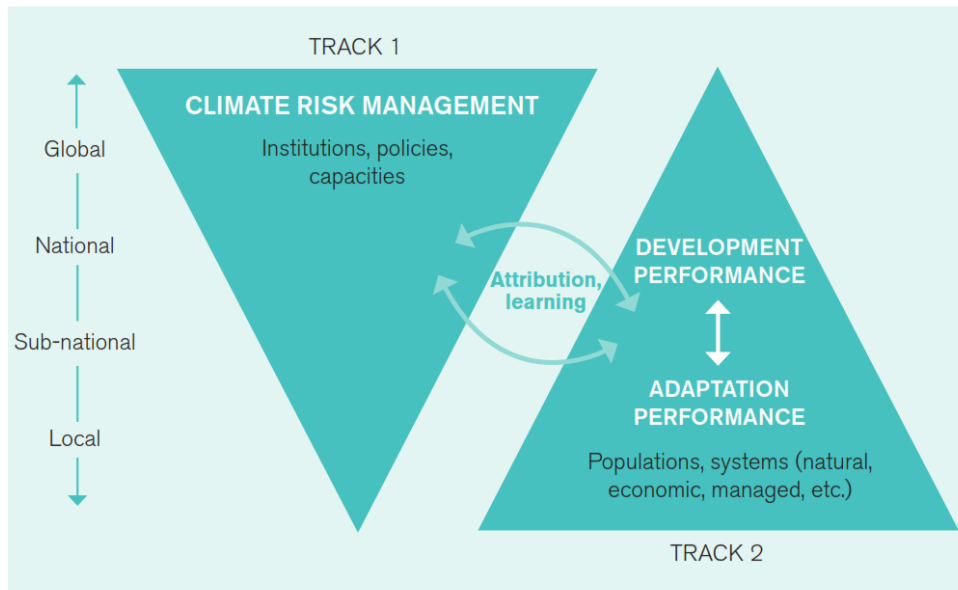 TRACK 1
CLIMATE RISK MANAGEMENT
Institutions, policies,
capacities
Global
National
Sub-national
Local
Attribution,
learning
DEVELOPMENT
PERFORMANCE
ADAPTATION
PERFORMANCE
Populations, systems (natural,
economic, managed, etc.)
TRACK 2